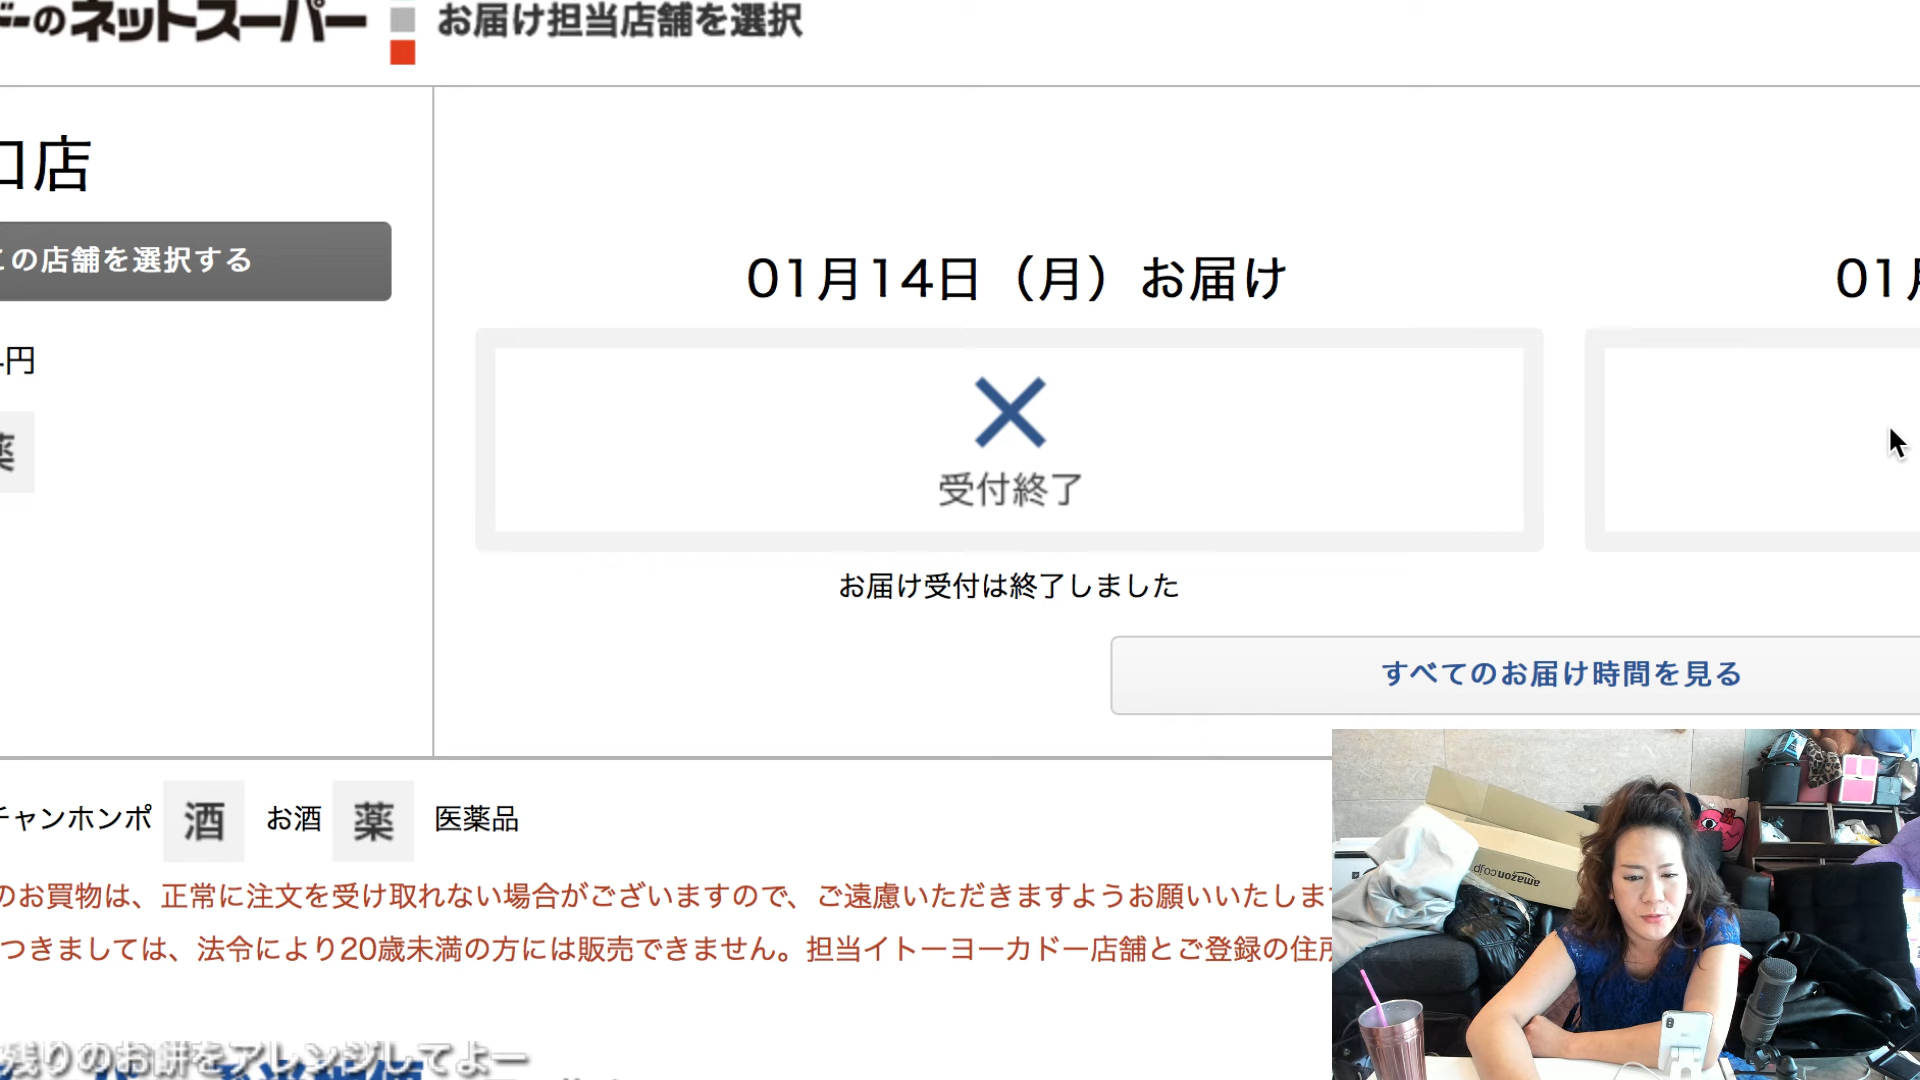 ドーのネットスーパー お届け担当店舗を選択
口店
この店舗を選択する
01月14日（月）お届け
01月
円
薬
×
受付終了
お届け受付は終了しました
すべてのお届け時間を見る
チャンホンポ 酒 お酒 薬 医薬品
のお買物は、正常に注文を受け取れない場合がございますので、ご遠慮いただきますようお願いいたしま
つきましては、法令により20歳未満の方には販売できません。担当イトーヨーカドー店舗とご登録の住所
残りのお餅をアレンジしてよー
amazon.co.jp